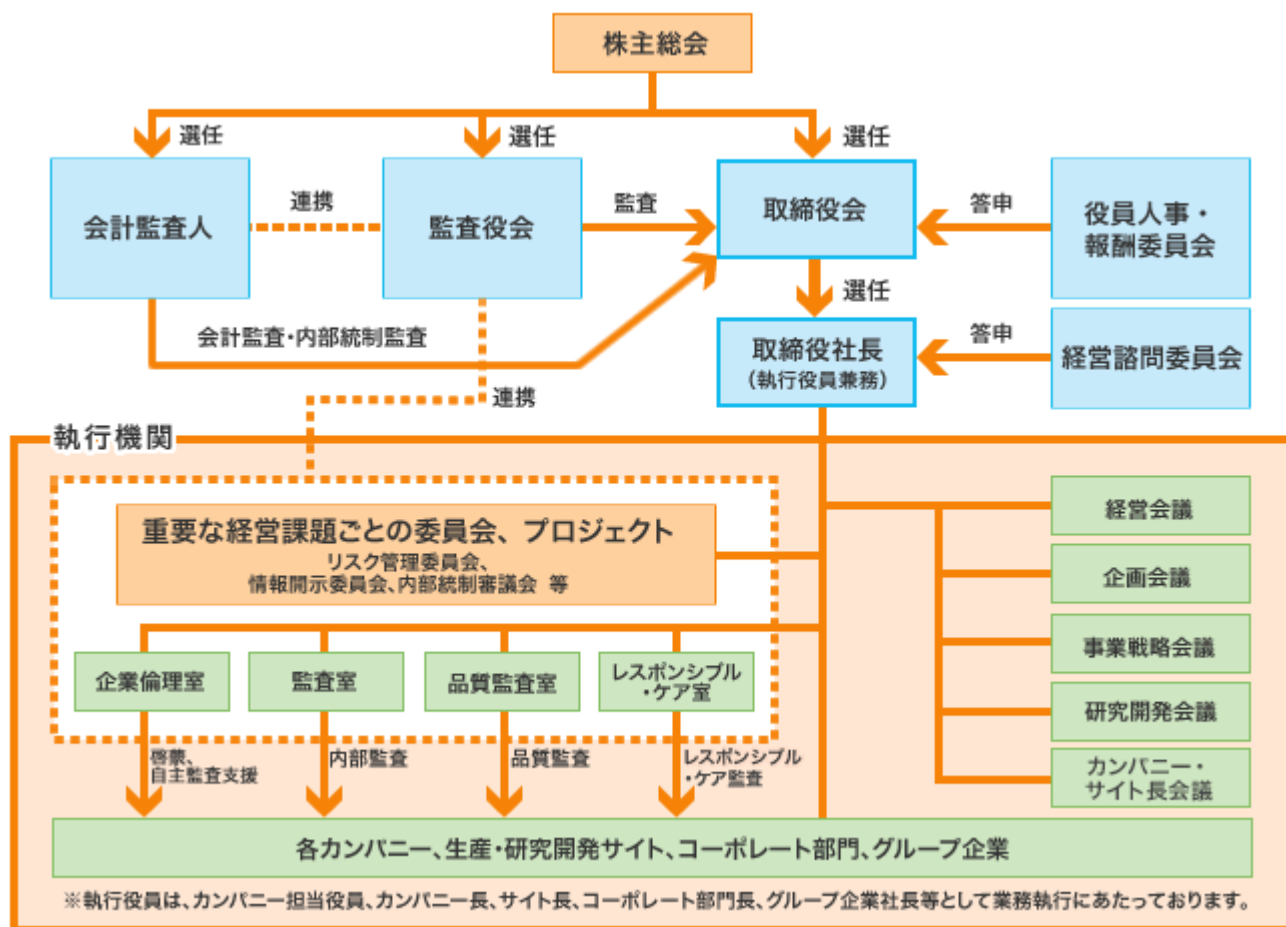 株主総会
選任
選任
選任
会計監査人
連携
監査役会
監査
取締役会
答申
役員人事・
報酬委員会
選任
会計監査・内部統制監査
取締役社長
(執行役員兼務)
答申
経営諮問委員会
連携
執行機関
重要な経営課題ごとの委員会、プロジェクト
リスク管理委員会、
情報開示委員会、内部統制審議会 等
経営会議
企画会議
事業戦略会議
研究開発会議
カンパニー・
サイト長会議
企業倫理室
監査室
品質監査室
レスポンシブル
・ケア室
啓蒙、
自主監査支援
内部監査
品質監査
レスポンシブル
・ケア監査
各カンパニー、生産・研究開発サイト、コーポレート部門、グループ企業
※執行役員は、カンパニー担当役員、カンパニー長、サイト長、コーポレート部門長、グループ企業社長等として業務執行にあたっております。